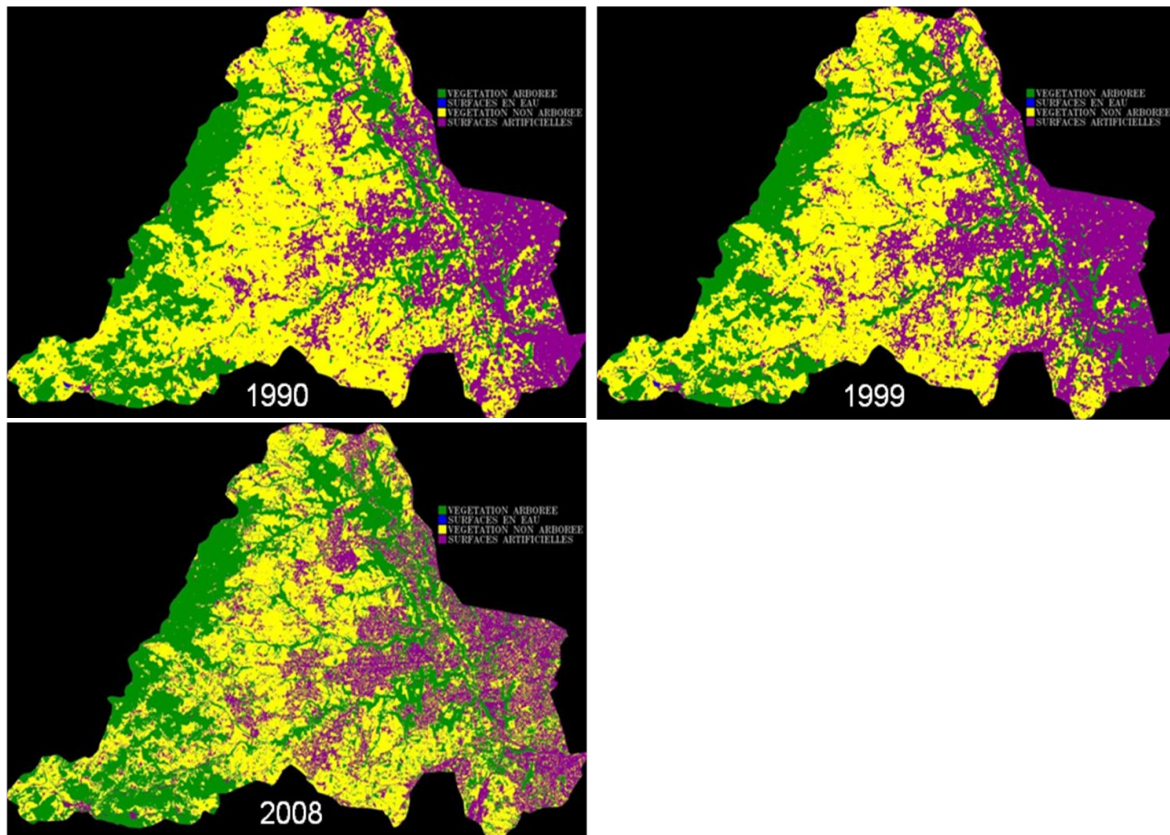 VEGETATION ARBOREE
SURFACES EN EAU
VEGETATION NON ARBOREE
SURFACES ARTIFICIELLES
1990
VEGETATION ARBOREE
SURFACES EN EAU
VEGETATION NON ARBOREE
SURFACES ARTIFICIELLES
1999
VEGETATION ARBOREE
SURFACES EN EAU
VEGETATION NON ARBOREE
SURFACES ARTIFICIELLES
2008